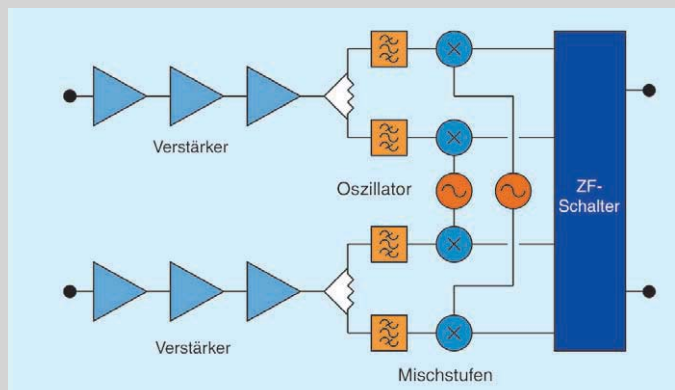 Verstärker
Oszillator
ZF-
Schalter
Verstärker
Mischstufen